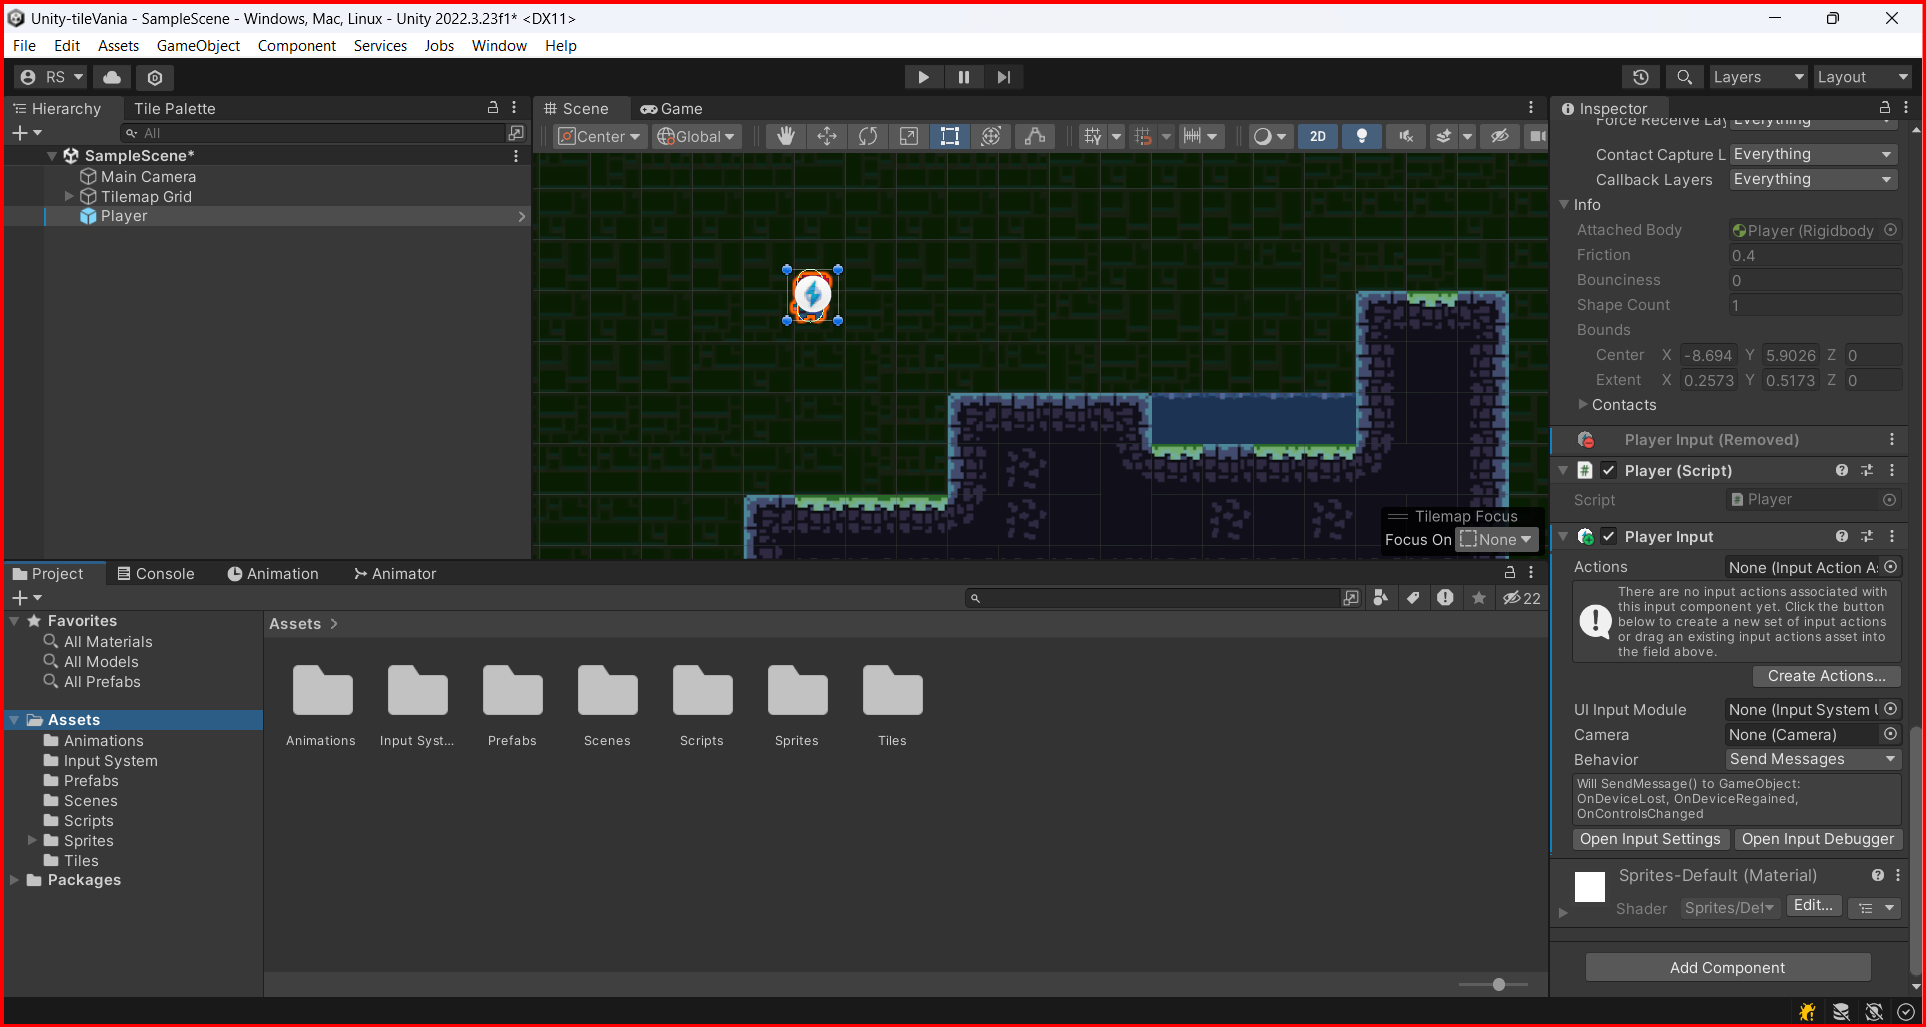 Unity-tileVania - SampleScene - Windows, Mac, Linux - Unity 2022.3.23f1* <DX11>
File Edit Assets GameObject Component Services Jobs Window Help
RS
Layers
Layout
Hierarchy
Tile Palette
All
SampleScene*
Main Camera
Tilemap Grid
Player
Scene
Game
Center
Global
2D
Tilemap Focus
Focus On None
Inspector
Force Receive Lay Everything
Contact Capture L Everything
Callback Layers Everything
Info
Attached Body Player (Rigidbody
Friction 0.4
Bounciness 0
Shape Count 1
Bounds
Center X -8.694 Y 5.9026 Z 0
Extent X 0.2573 Y 0.5173 Z 0
Contacts
Player Input (Removed)
Player (Script)
Script Player
Player Input
Actions None (Input Action A
There are no input actions associated with
this input component yet. Click the button
below to create a new set of input actions
or drag an existing input actions asset into
the field above.
Create Actions...
UI Input Module None (Input System U
Camera None (Camera)
Behavior Send Messages
Will SendMessage() to GameObject:
OnDeviceLost, OnDeviceRegained,
OnControlsChanged
Open Input Settings Open Input Debugger
Sprites-Default (Material)
Shader Sprites/Def Edit...
Add Component
Project
Console
Animation
Animator
22
Favorites
All Materials
All Models
All Prefabs
Assets
Animations
Input System
Prefabs
Scenes
Scripts
Sprites
Tiles
Packages
Assets >
Animations
Input Syst...
Prefabs
Scenes
Scripts
Sprites
Tiles